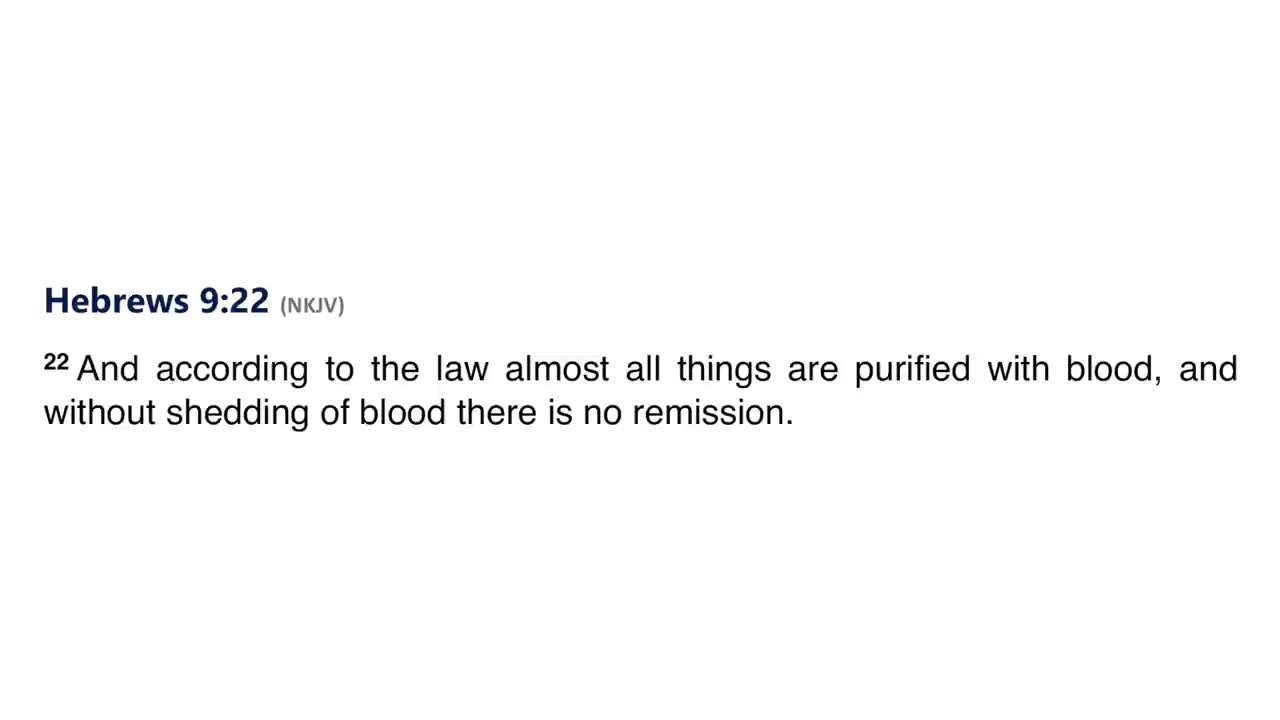 Hebrews 9:22 (NKJV)
22 And according to the law almost all things are purified with blood, and
without shedding of blood there is no remission.